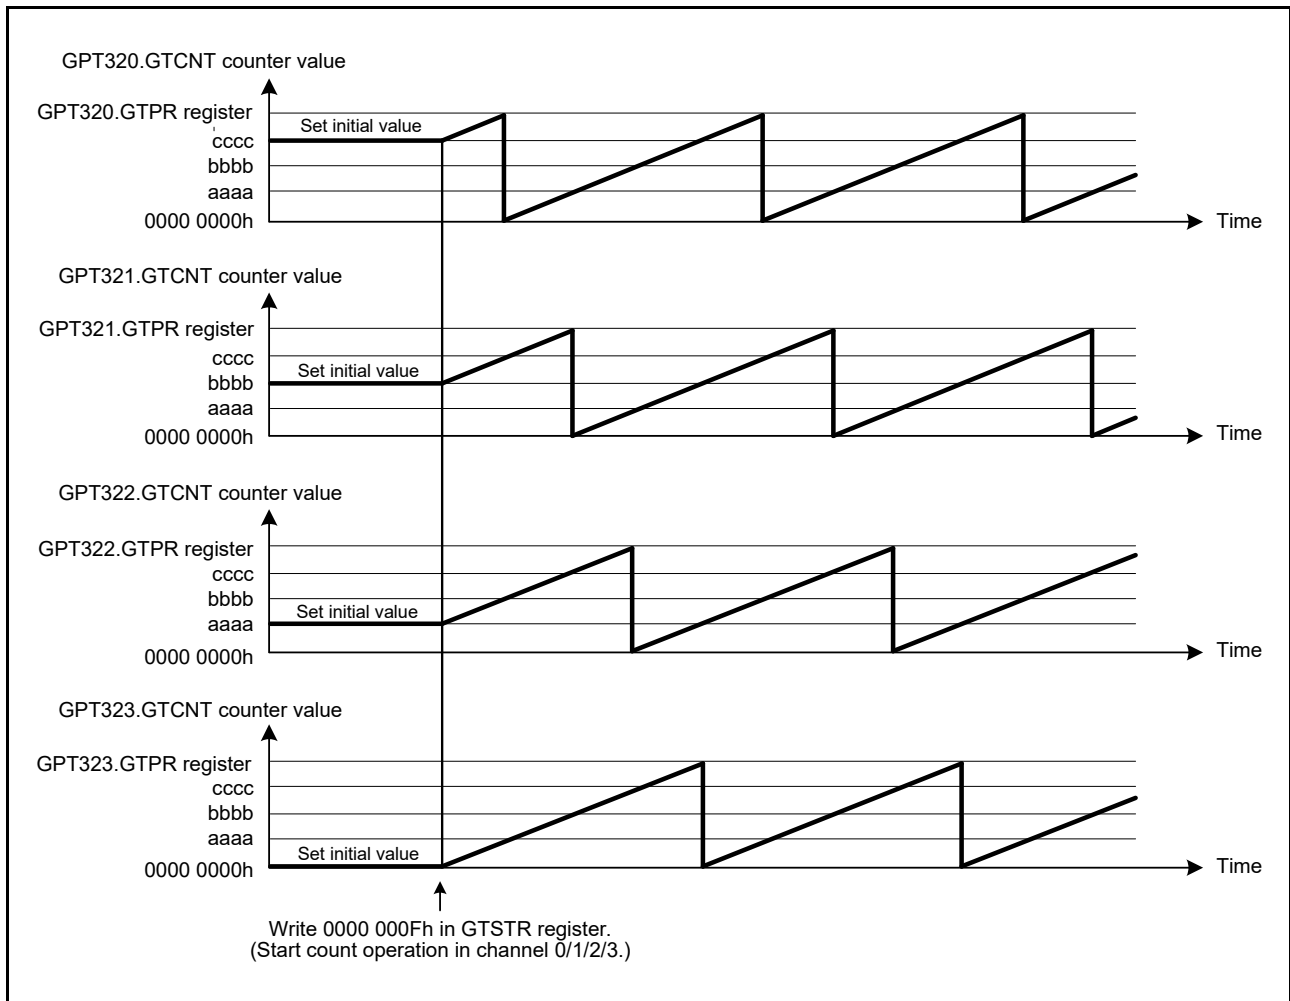 GPT320.GTCNT counter value
GPT320.GTPR register
Set initial value
cccc
bbbb
aaaa
0000 0000h
Time
GPT321.GTCNT counter value
GPT321.GTPR register
cccc
Set initial value
bbbb
aaaa
0000 0000h
Time
GPT322.GTCNT counter value
GPT322.GTPR register
cccc
bbbb
Set initial value
aaaa
0000 0000h
Time
GPT323.GTCNT counter value
GPT323.GTPR register
cccc
bbbb
aaaa
Set initial value
0000 0000h
Time
Write 0000 000Fh in GTSTR register.
(Start count operation in channel 0/1/2/3.)